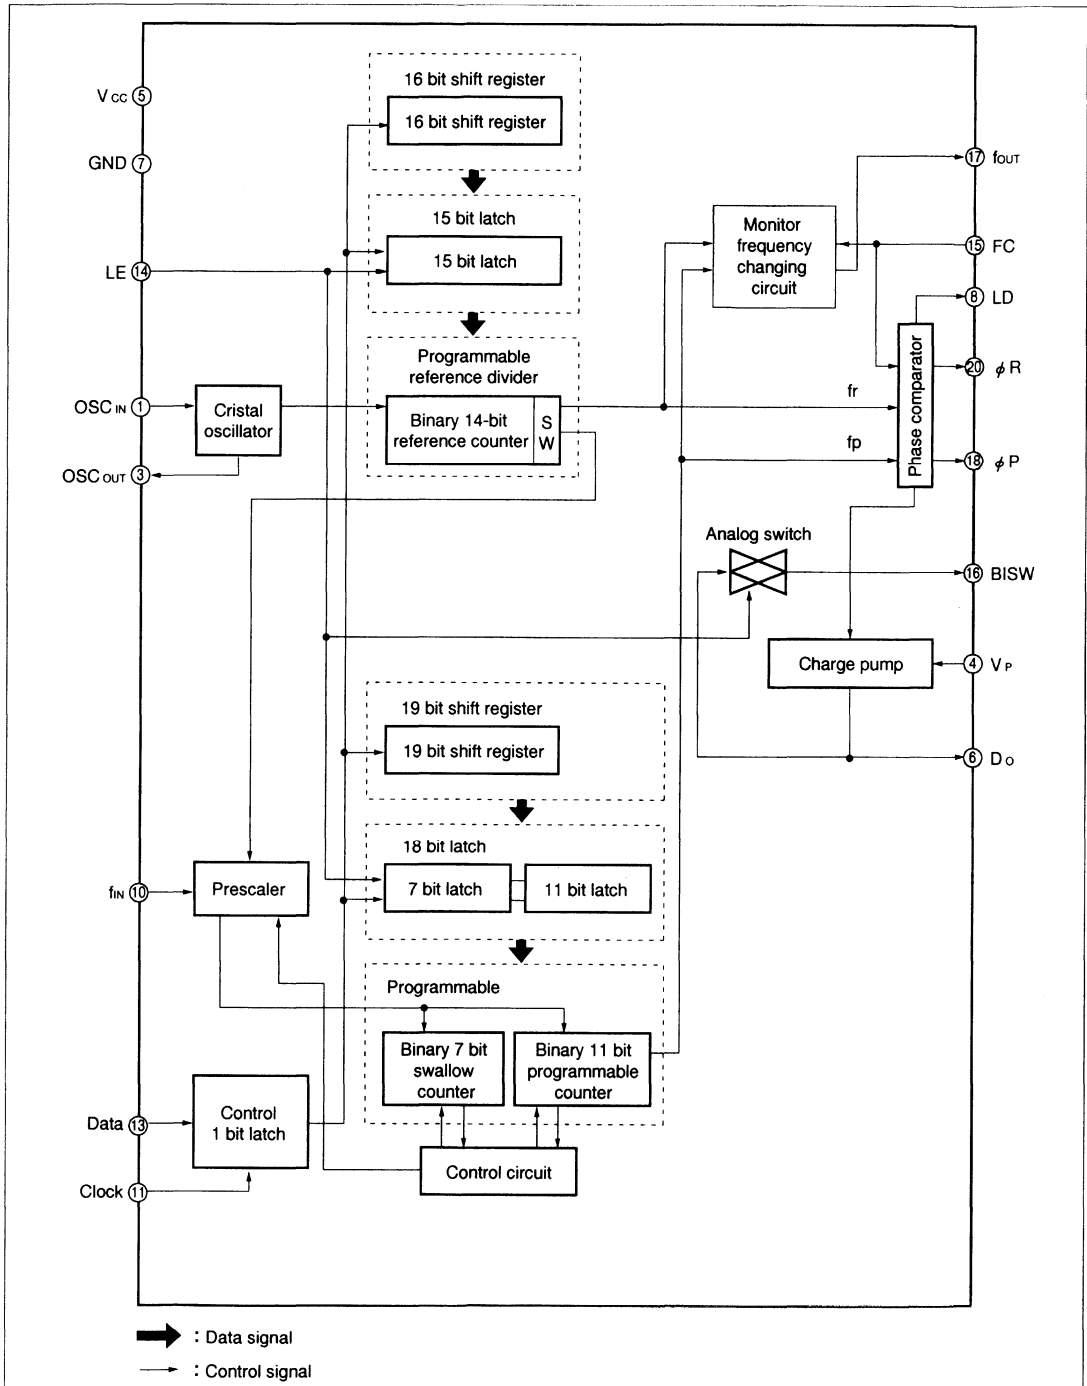 16 bit shift register
16 bit shift register
Vcc 5
GND 7
17 fOUT
15 bit latch
15 bit latch
Monitor
frequency
changing
circuit
15 FC
LE 14
8 LD
Programmable
reference divider
20 φR
OSCIN 1
Cristal
oscillator
Binary 14-bit
reference counter
S
W
fr
fp
Phase comparator
18 φP
OSCOUT 3
Analog switch
16 BISW
Charge pump
4 VP
19 bit shift register
19 bit shift register
6 Do
18 bit latch
7 bit latch
11 bit latch
fIN 10
Prescaler
Programmable
Binary 7 bit
swallow
counter
Binary 11 bit
programmable
counter
Data 13
Control
1 bit latch
Control circuit
Clock 11
: Data signal
: Control signal